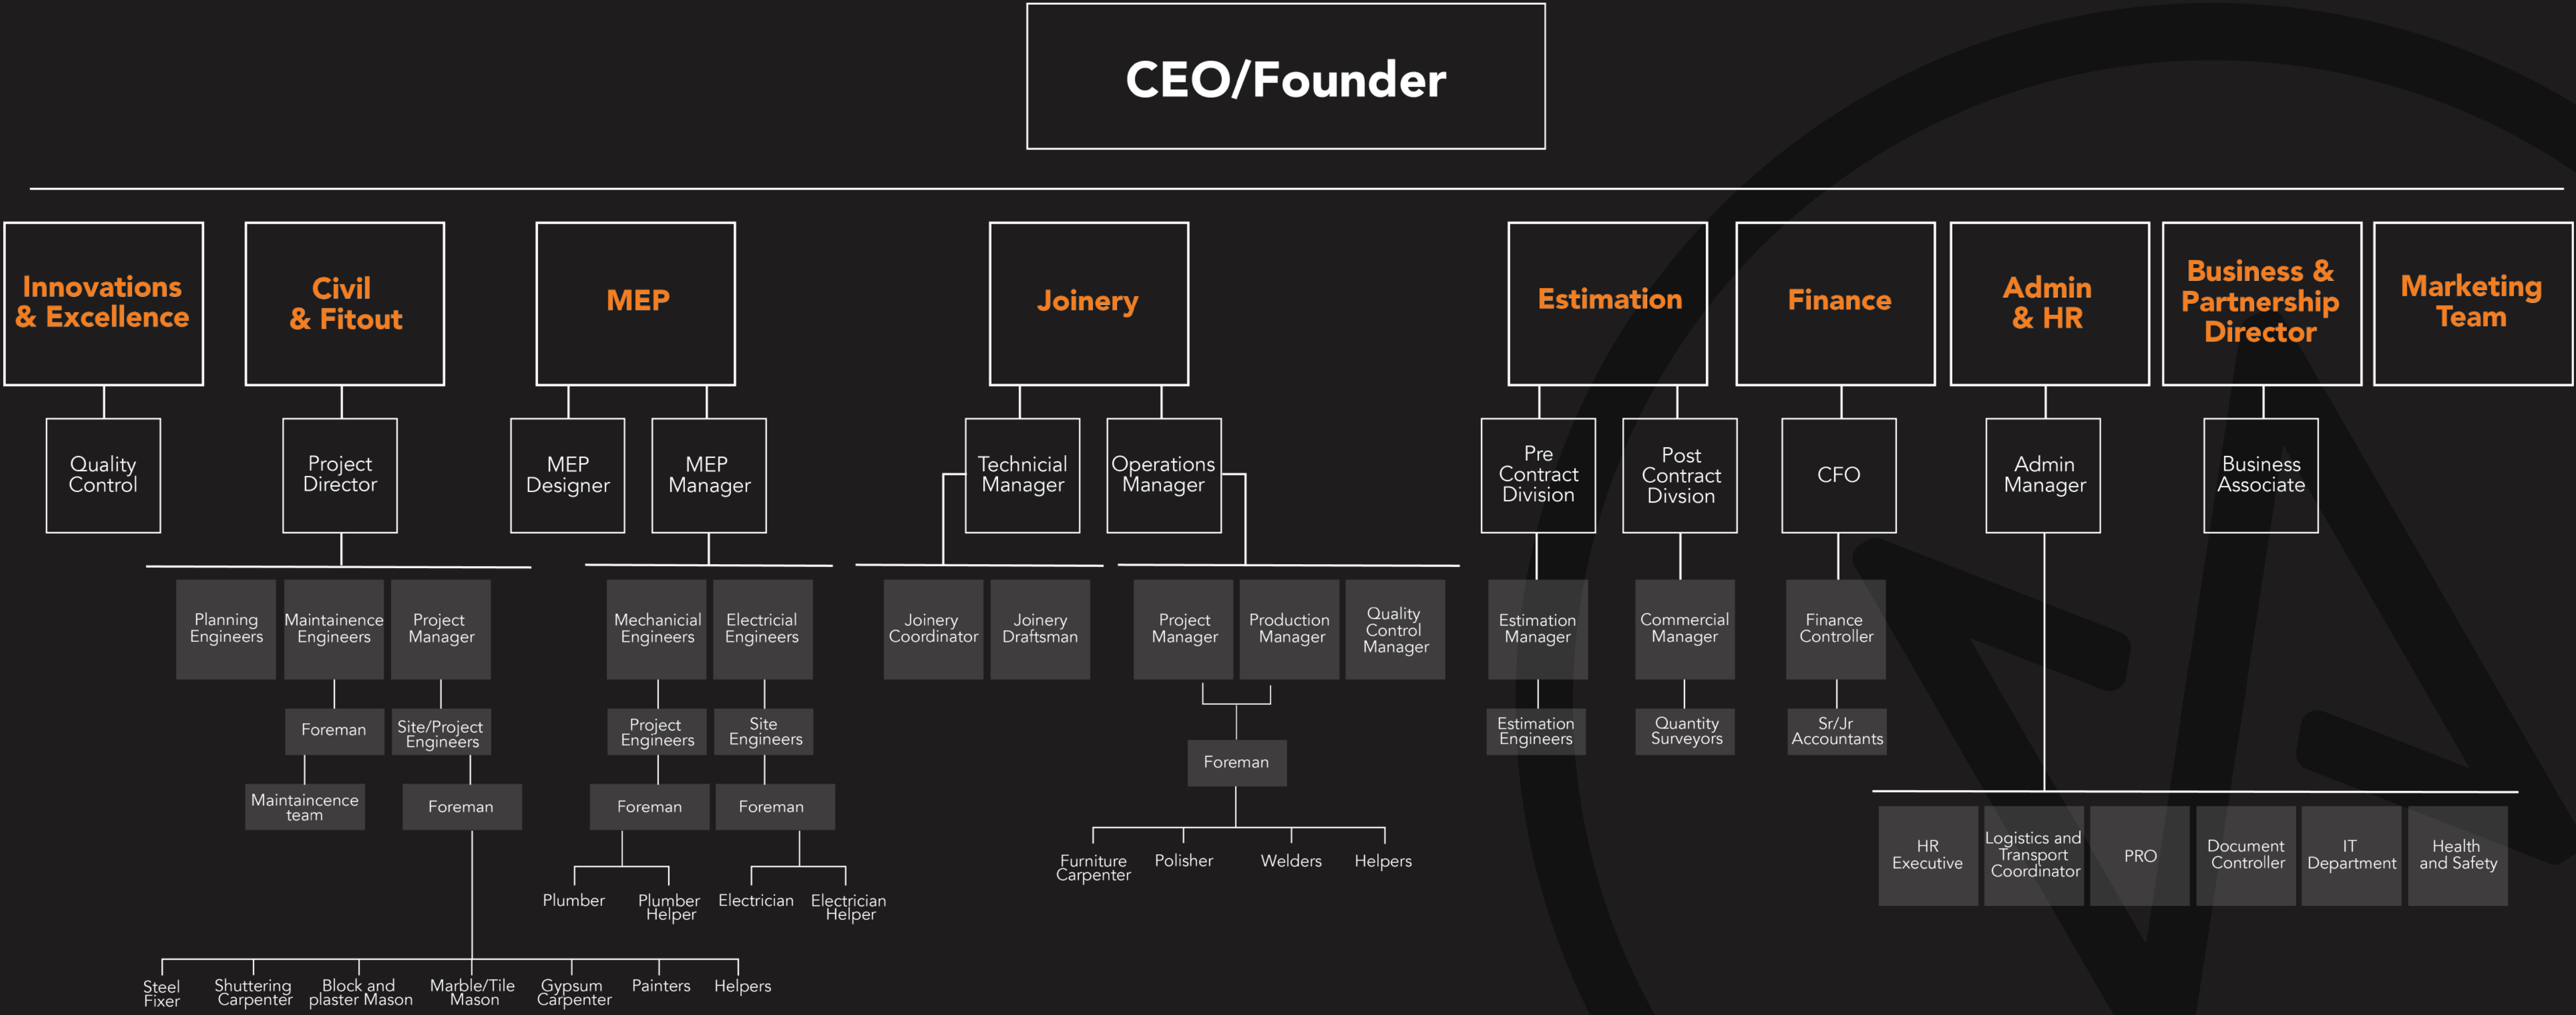 CEO/Founder
Innovations
& Excellence
Civil
& Fitout
MEP
Joinery
Estimation
Finance
Admin
& HR
Business &
Partnership
Director
Marketing
Team
Quality
Control
Project
Director
MEP
Designer
MEP
Manager
Technicial
Manager
Operations
Manager
Pre
Contract
Division
Post
Contract
Divsion
CFO
Admin
Manager
Business
Associate
Planning
Engineers
Maintainence
Engineers
Project
Manager
Mechanicial
Engineers
Electricial
Engineers
Joinery
Coordinator
Joinery
Draftsman
Project
Manager
Production
Manager
Quality
Control
Manager
Estimation
Manager
Commercial
Manager
Finance
Controller
Foreman
Site/Project
Engineers
Project
Engineers
Site
Engineers
Estimation
Engineers
Quantity
Surveyors
Sr/Jr
Accountants
Foreman
Maintaincence
team
Foreman
Foreman
Foreman
Furniture
Carpenter
Polisher
Welders
Helpers
HR
Executive
Logistics and
Transport
Coordinator
PRO
Document
Controller
IT
Department
Health
and Safety
Plumber
Plumber
Helper
Electrician
Electrician
Helper
Steel
Fixer
Shuttering
Carpenter
Block and
plaster Mason
Marble/Tile
Mason
Gypsum
Carpenter
Painters
Helpers